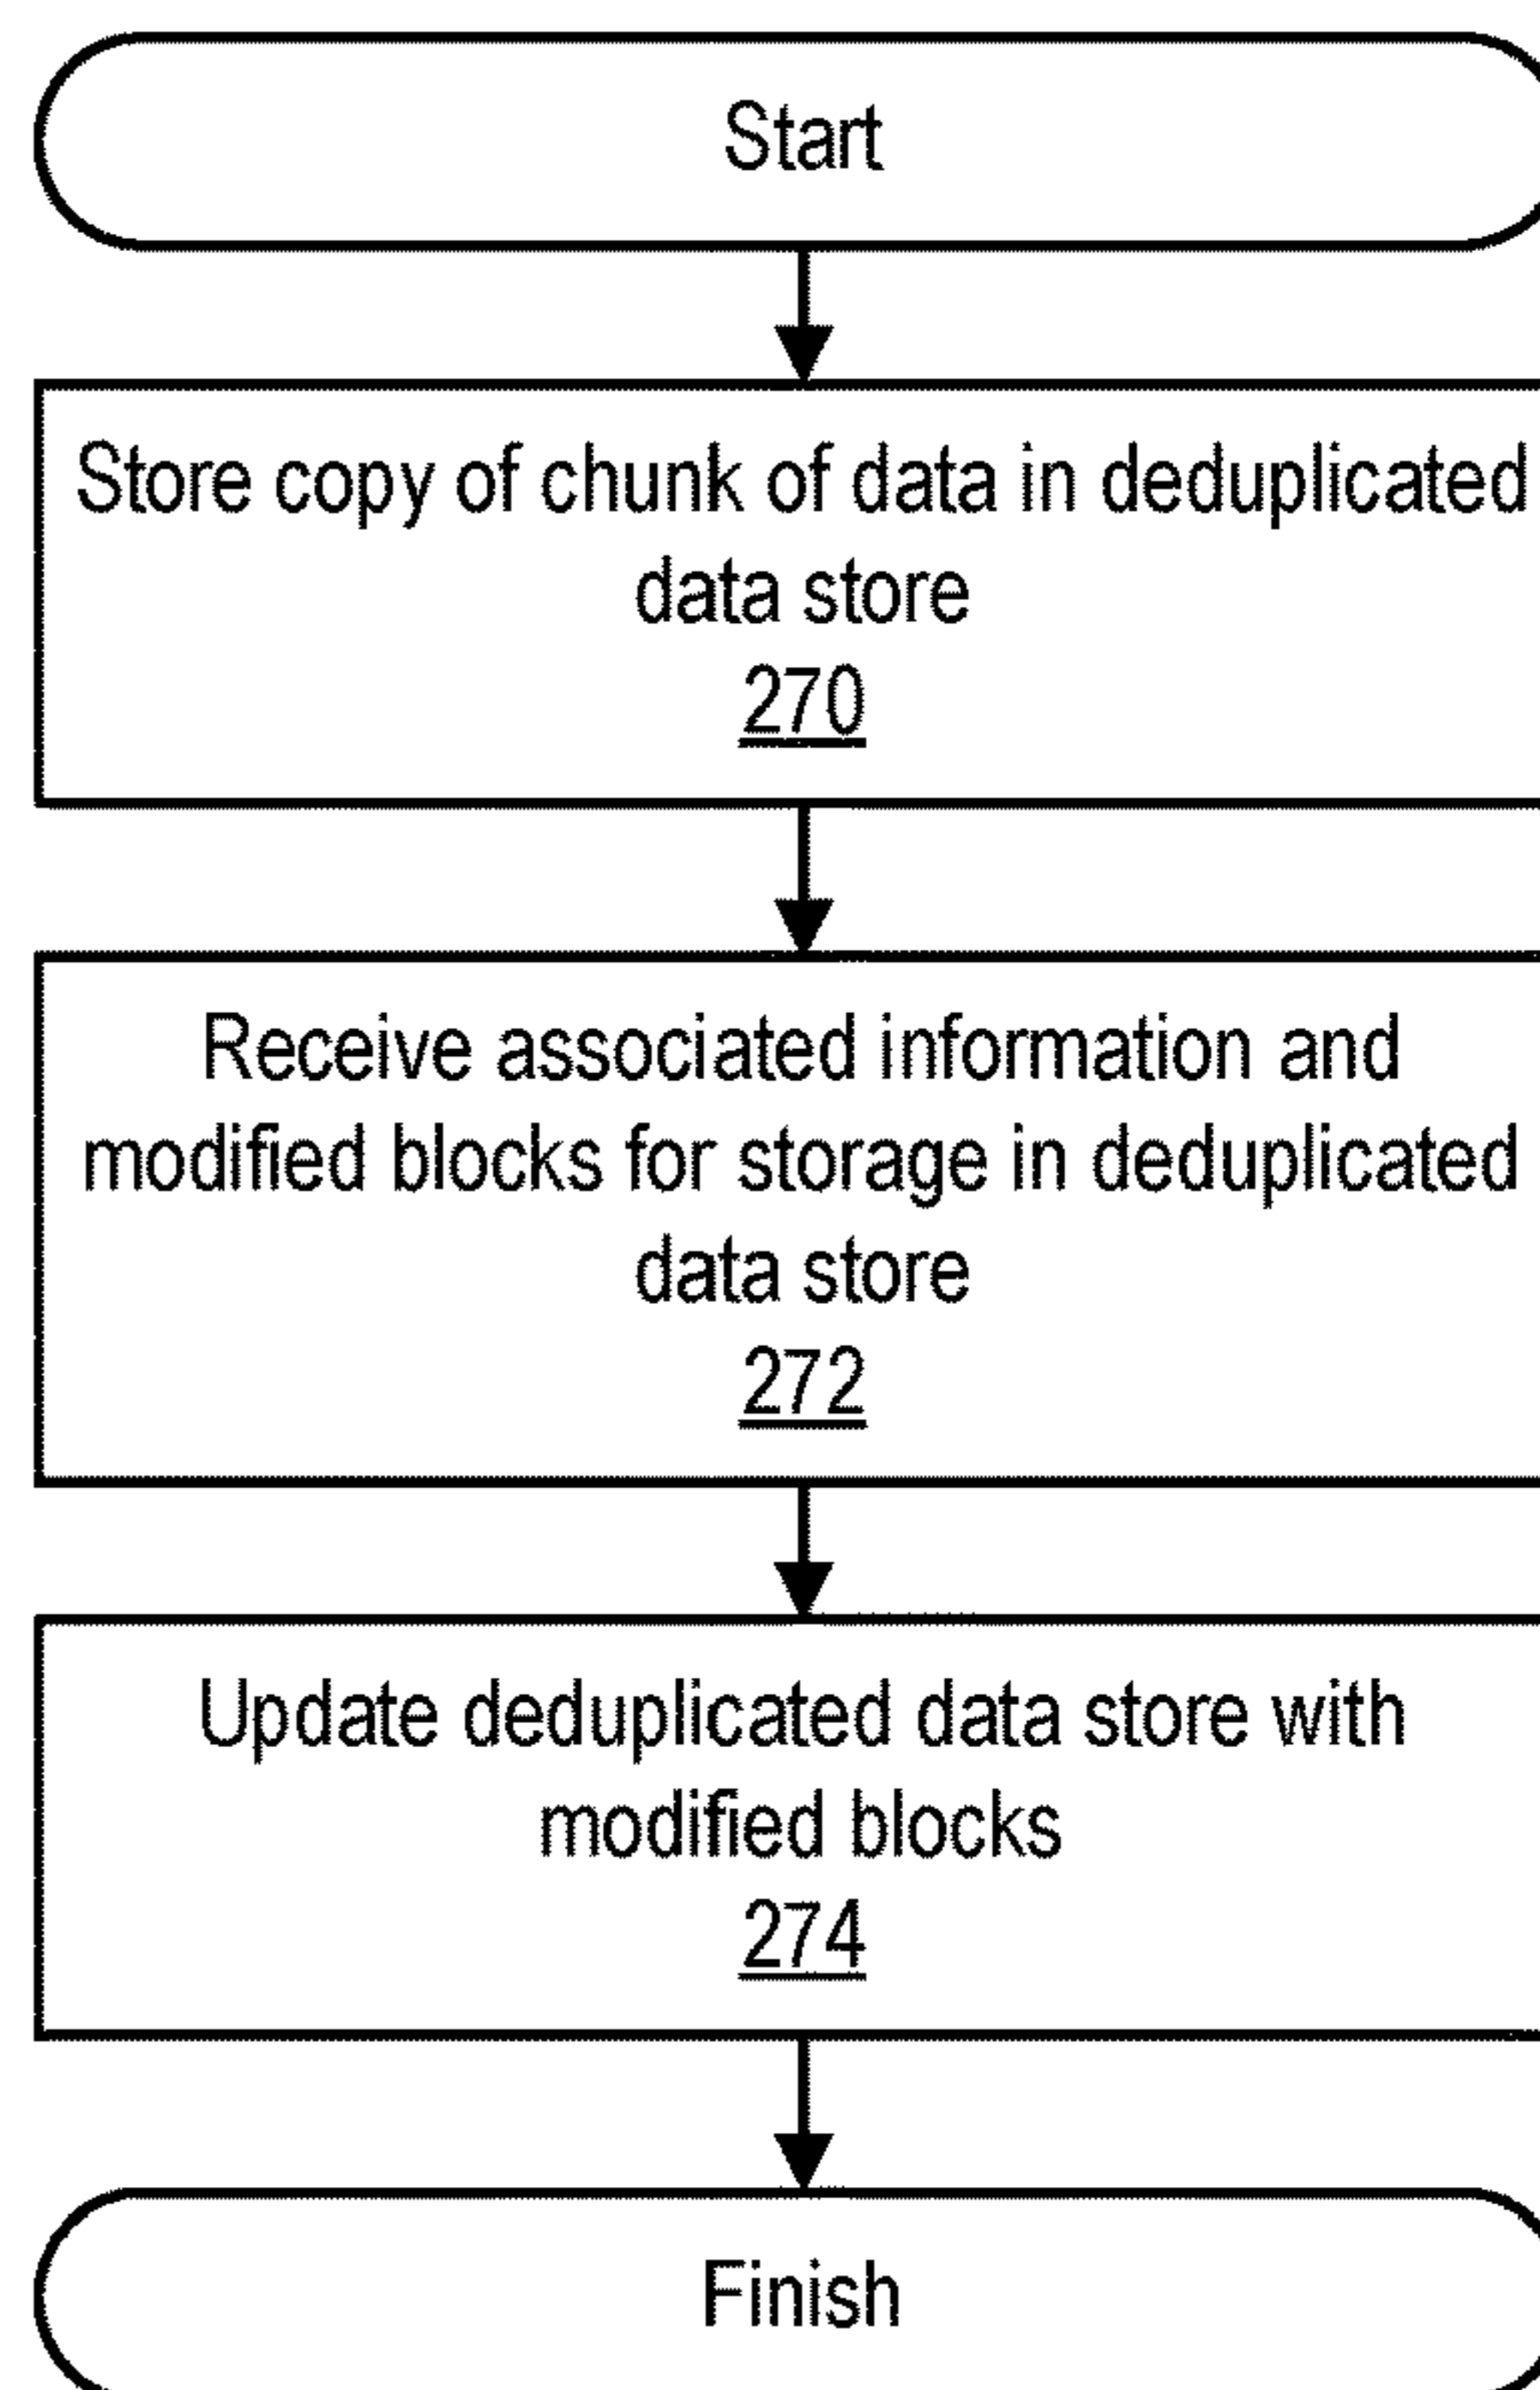 Start
Store copy of chunk of data in deduplicated
data store
270
Receive associated information and
modified blocks for storage in deduplicated
data store
272
Update deduplicated data store with
modified blocks
274
Finish